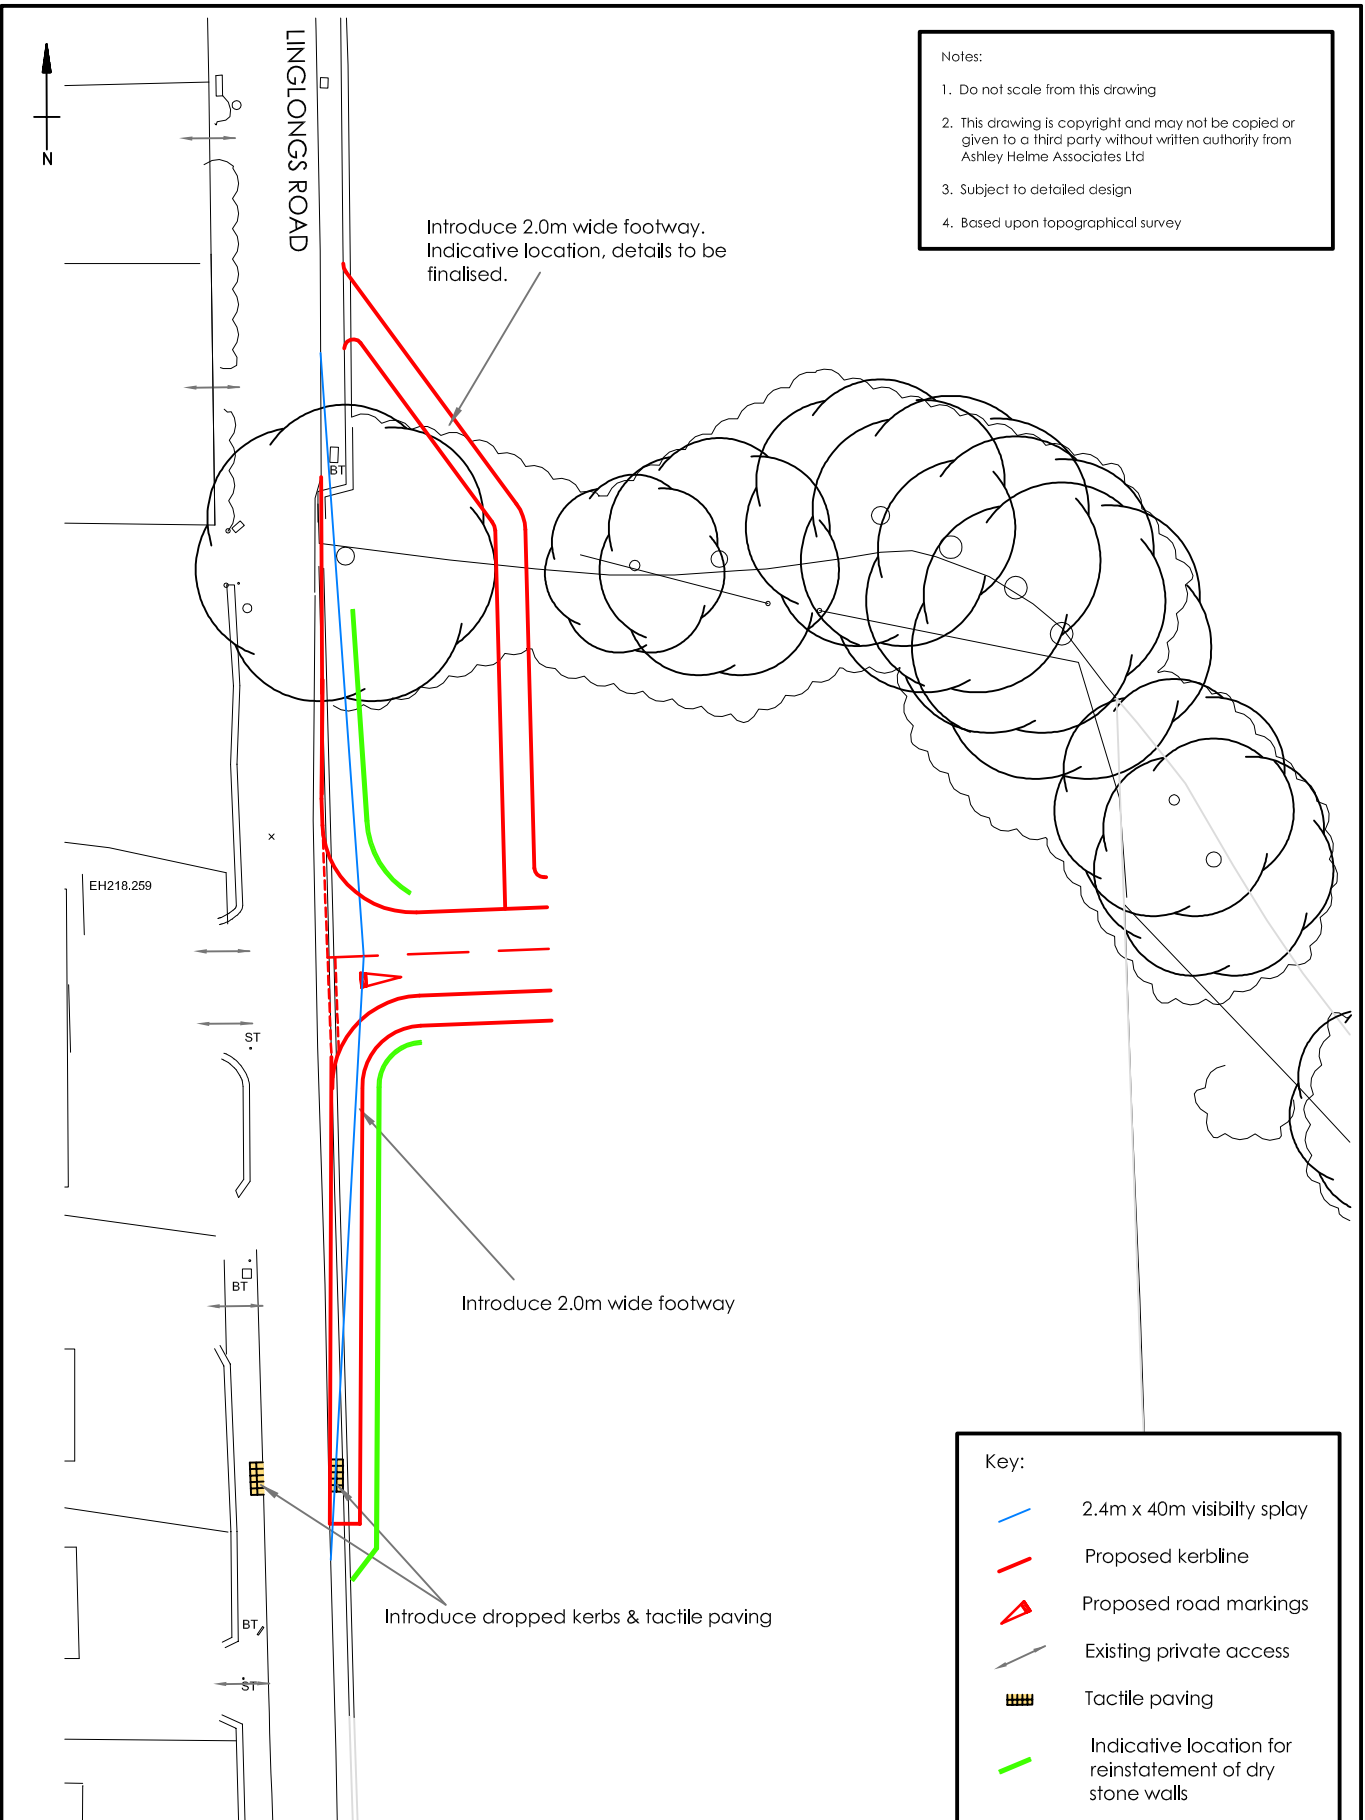 N
LINGLONGS ROAD
Notes:
1. Do not scale from this drawing
2. This drawing is copyright and may not be copied or
given to a third party without written authority from
Ashley Helme Associates Ltd
3. Subject to detailed design
4. Based upon topographical survey
Introduce 2.0m wide footway.
Indicative location, details to be
finalised.
BT
EH218.259
ST
BT
Introduce 2.0m wide footway
Introduce dropped kerbs & tactile paving
BT
ST
Key:
2.4m x 40m visibilty splay
Proposed kerbline
Proposed road markings
Existing private access
Tactile paving
Indicative location for
reinstatement of dry
stone walls